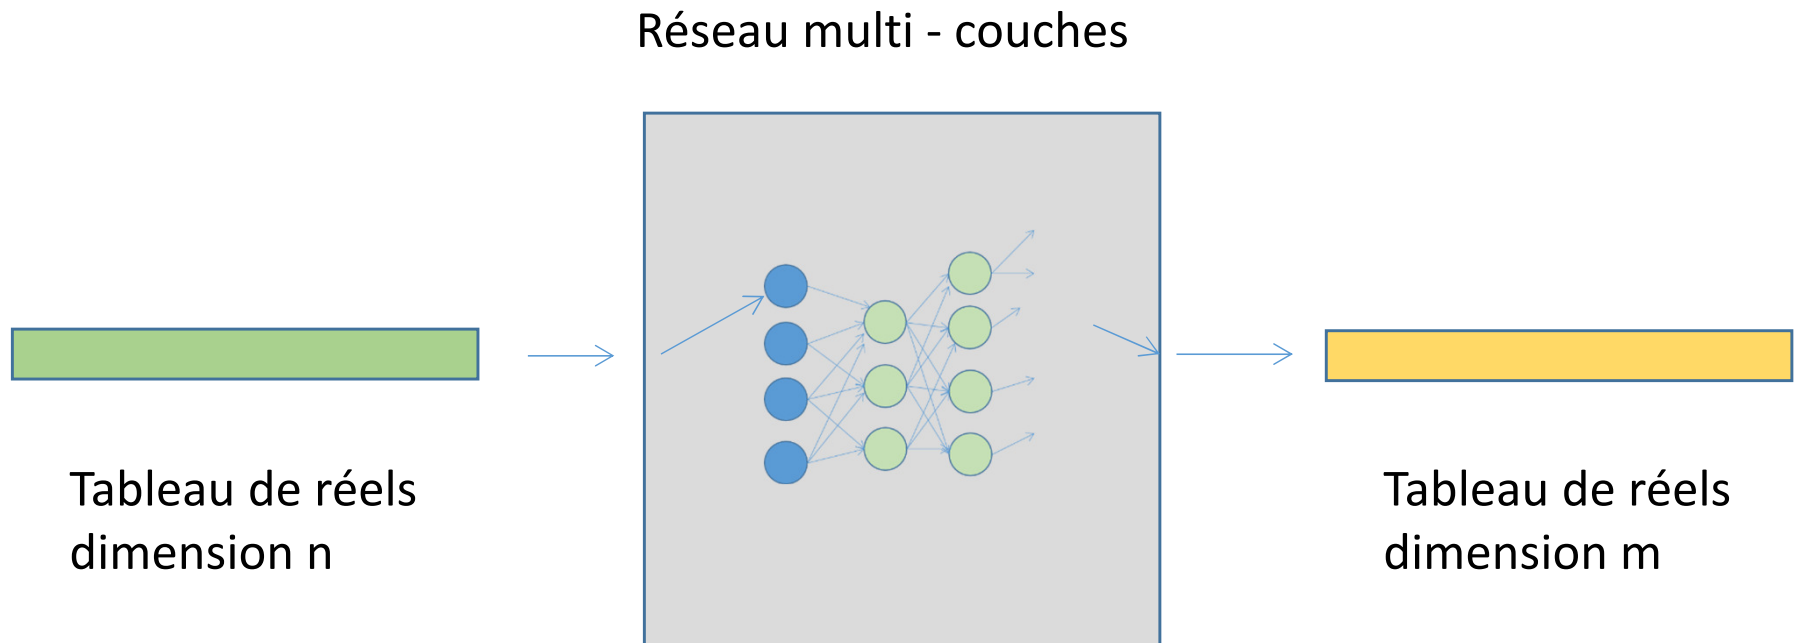 Réseau multi - couches
Tableau de réels
dimension n
Tableau de réels
dimension m